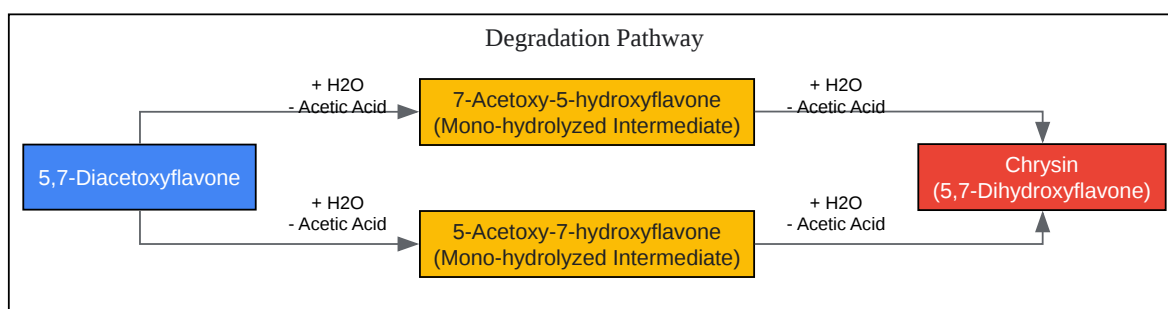 Degradation Pathway
+ H2O
- Acetic Acid
7-Acetoxy-5-hydroxyflavone
(Mono-hydrolyzed Intermediate)
+ H2O
- Acetic Acid
5,7-Diacetoxyflavone
Chrysin
(5,7-Dihydroxyflavone)
+ H2O
- Acetic Acid
5-Acetoxy-7-hydroxyflavone
(Mono-hydrolyzed Intermediate)
+ H2O
- Acetic Acid